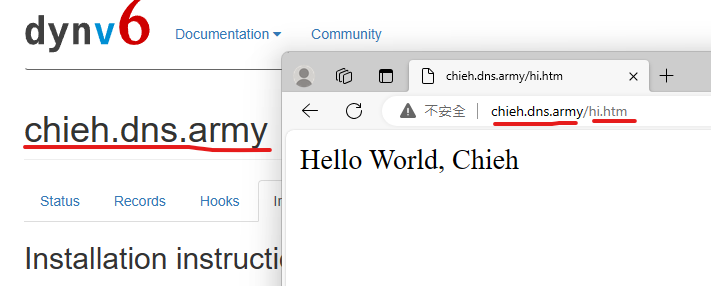 dynv6
Documentation
Community
chieh.dns.army
Status
Records
Hooks
In
Installation instructi
chieh.dns.army/hi.htm
不安全
chieh.dns.army/hi.htm
Hello World, Chieh